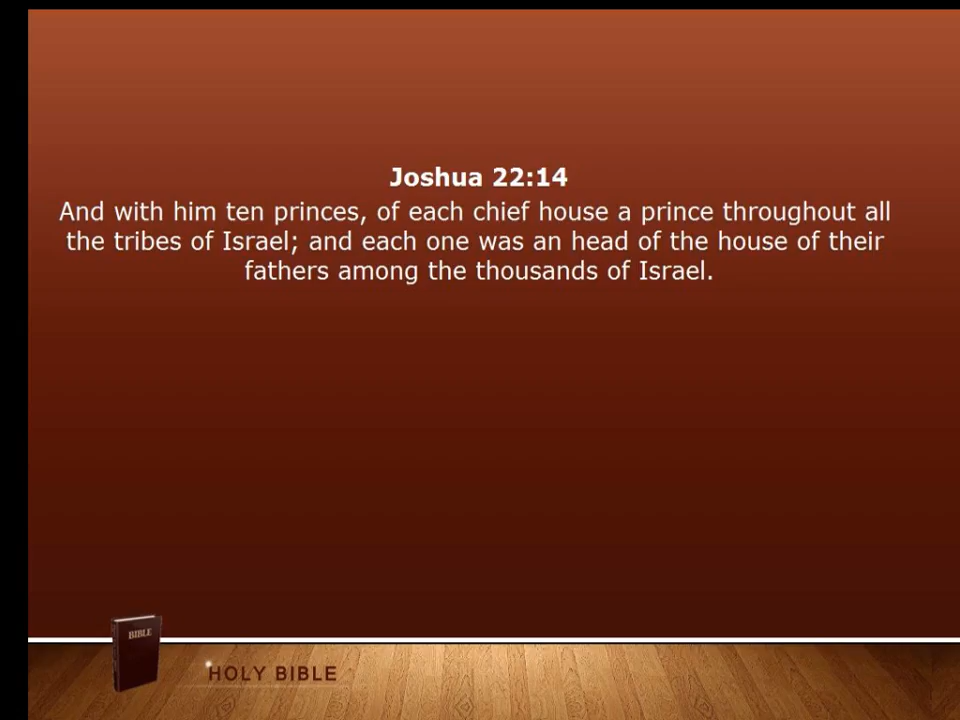 Joshua 22:14
And with him ten princes, of each chief house a prince throughout all
the tribes of Israel; and each one was an head of the house of their
fathers among the thousands of Israel.
BIBLE
HOLY BIBLE